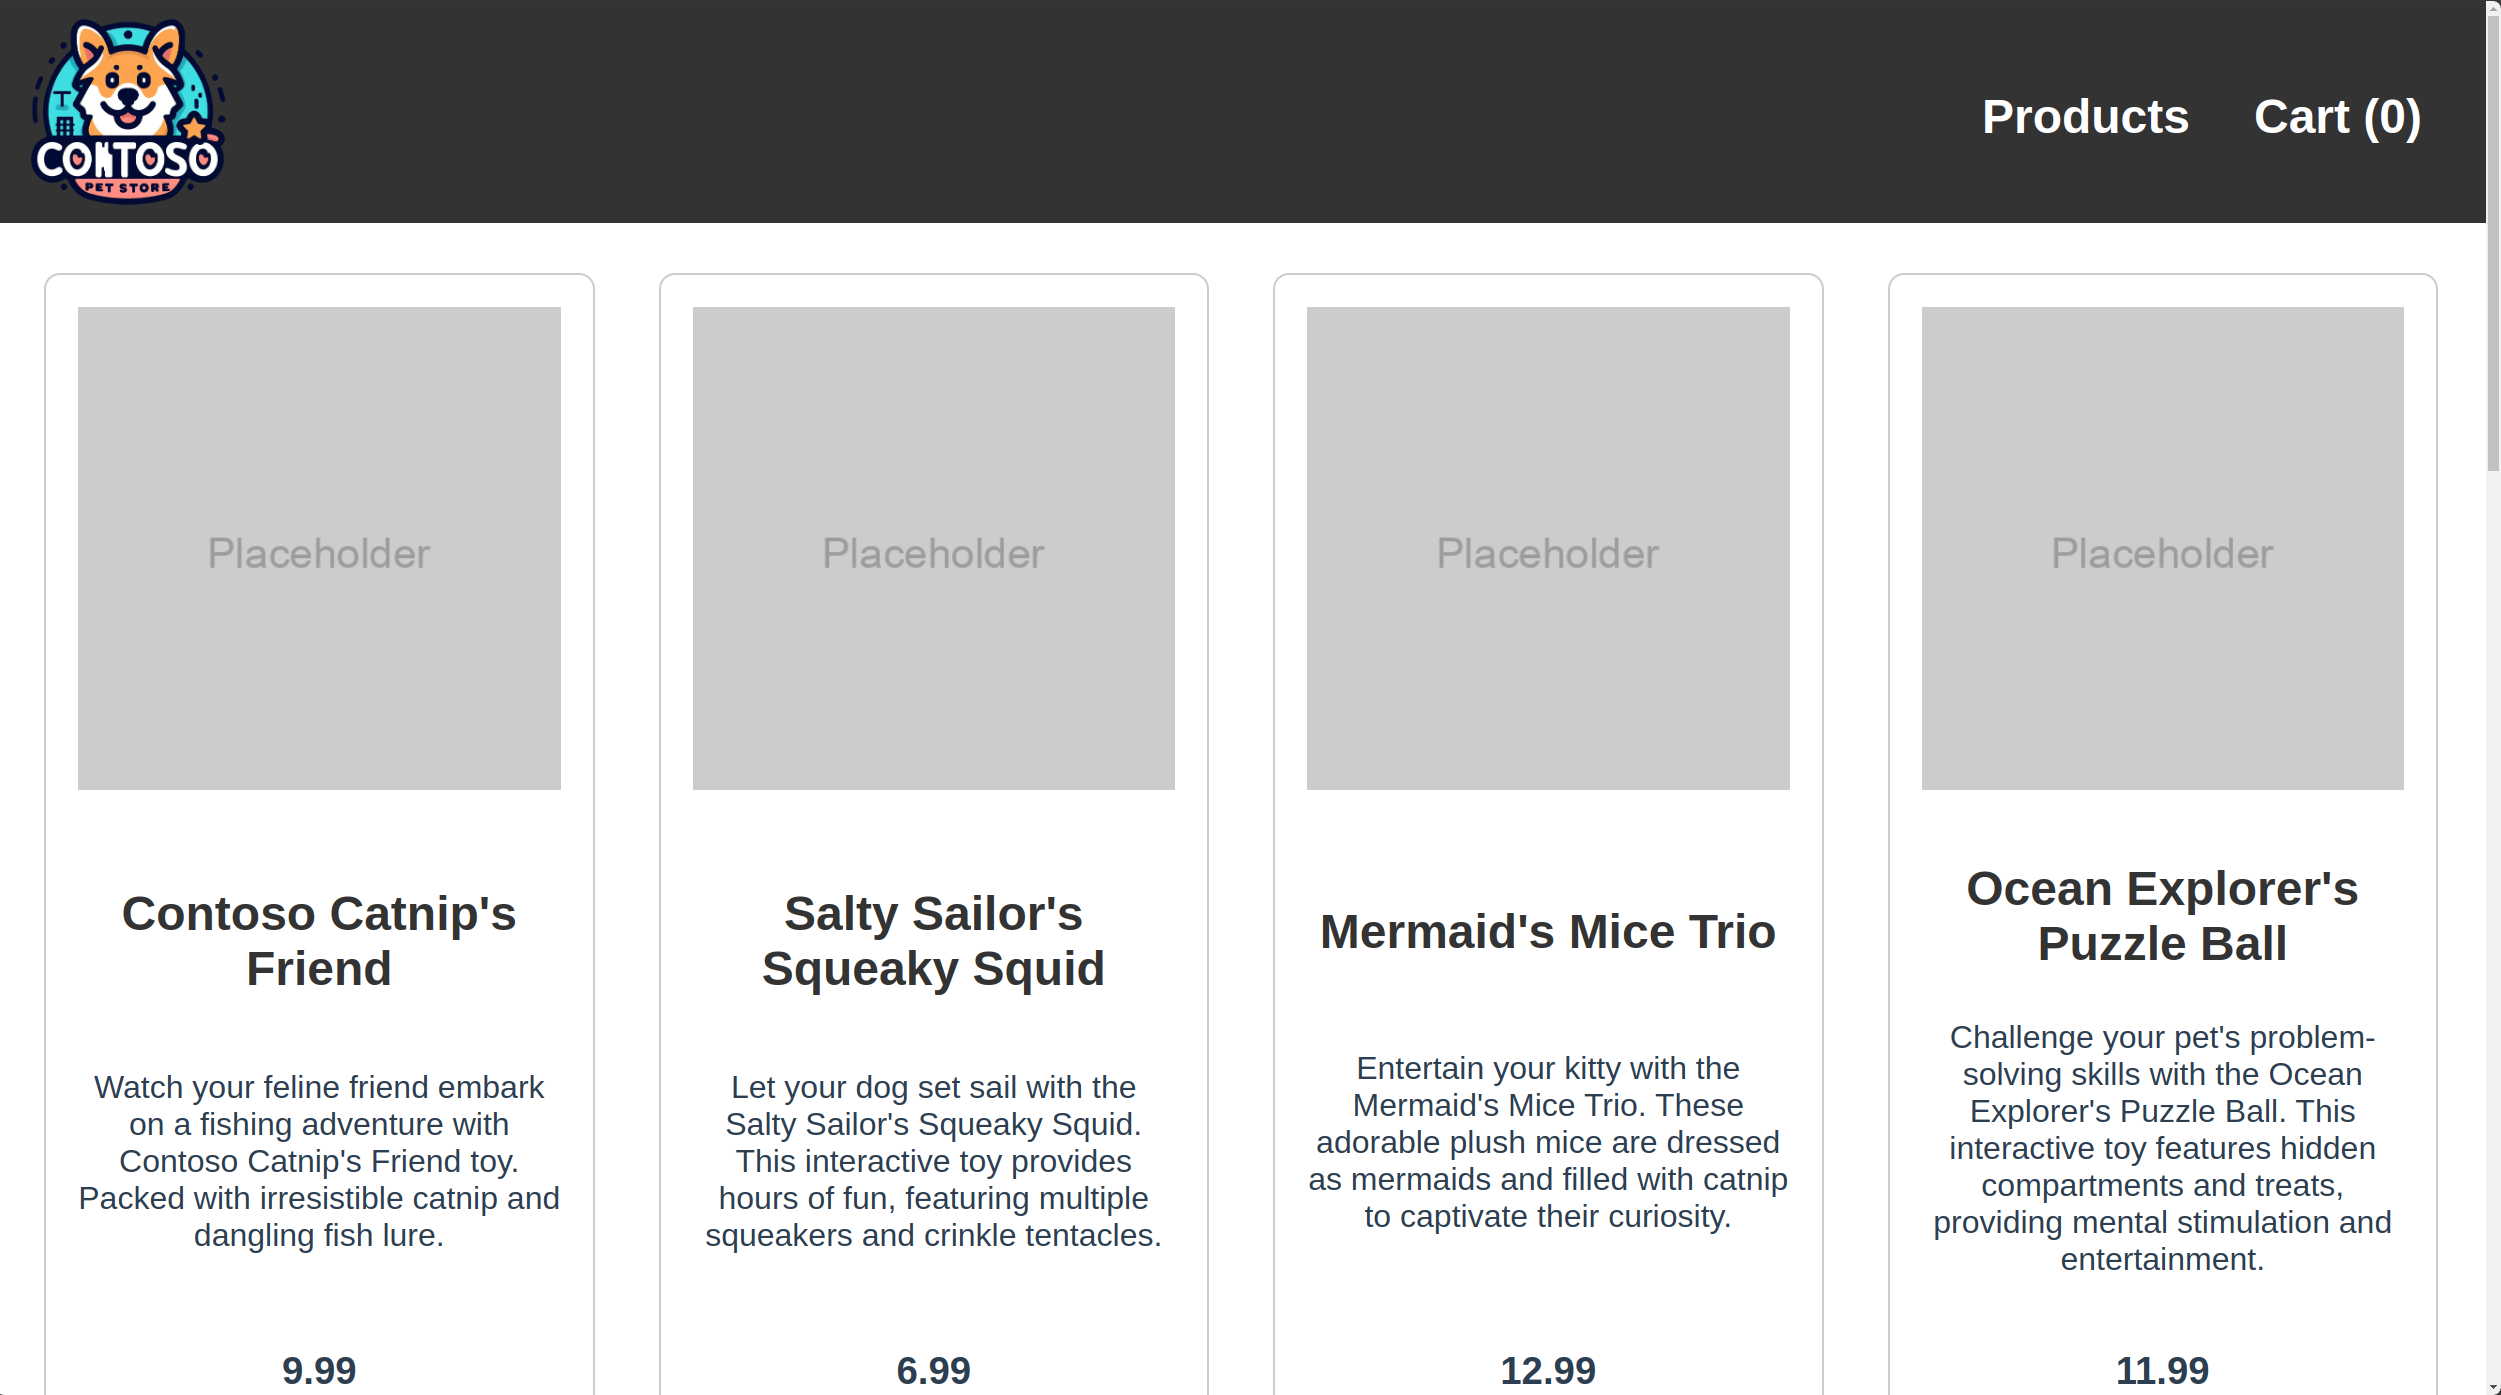 CONTOSO
PET STORE
Products Cart (0)
Placeholder
Contoso Catnip's
Friend
Watch your feline friend embark
on a fishing adventure with
Contoso Catnip's Friend toy.
Packed with irresistible catnip and
dangling fish lure.
9.99
Placeholder
Salty Sailor's
Squeaky Squid
Let your dog set sail with the
Salty Sailor's Squeaky Squid.
This interactive toy provides
hours of fun, featuring multiple
squeakers and crinkle tentacles.
6.99
Placeholder
Mermaid's Mice Trio
Entertain your kitty with the
Mermaid's Mice Trio. These
adorable plush mice are dressed
as mermaids and filled with catnip
to captivate their curiosity.
12.99
Placeholder
Ocean Explorer's
Puzzle Ball
Challenge your pet's problem-
solving skills with the Ocean
Explorer's Puzzle Ball. This
interactive toy features hidden
compartments and treats,
providing mental stimulation and
entertainment.
11.99